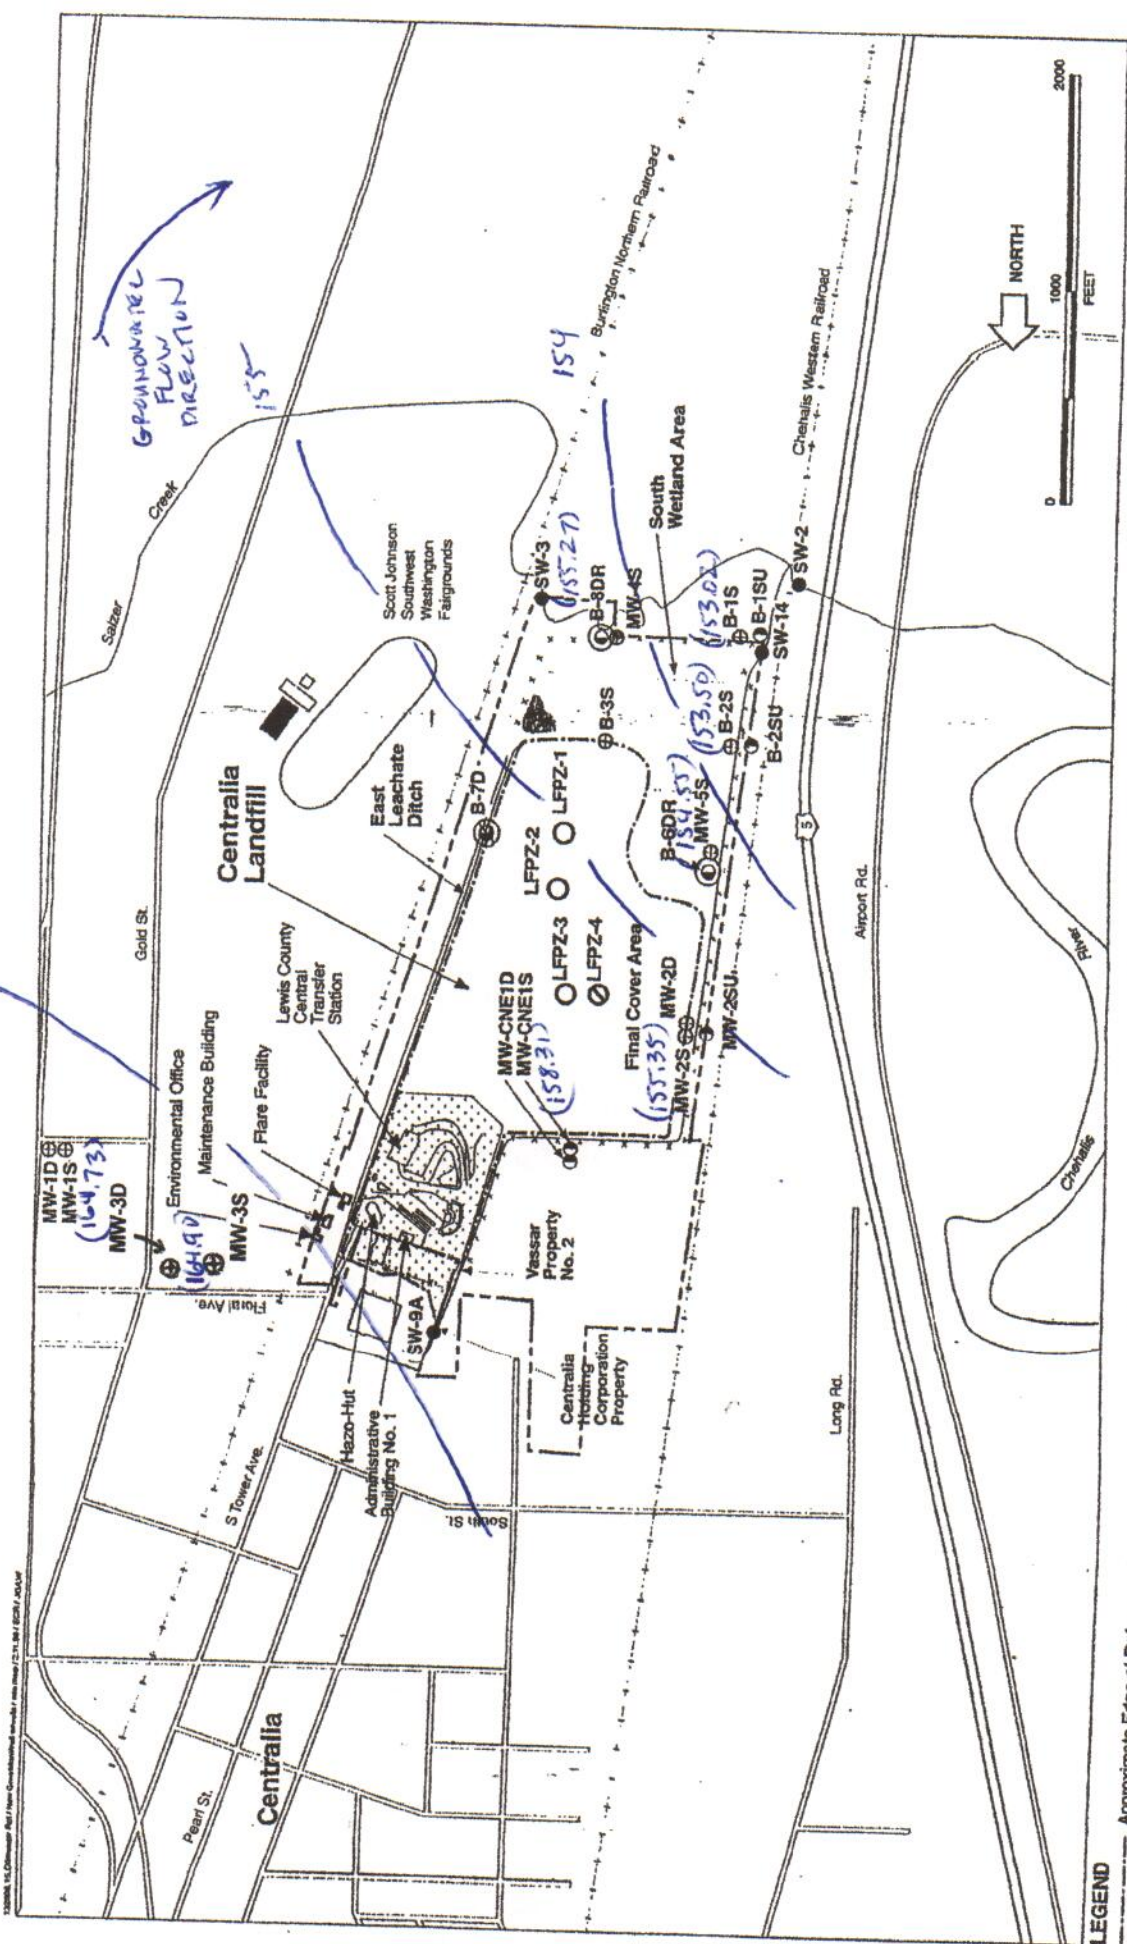 GROUNDWATER
FLOW
DIRECTION
155
154
Salzer
Creek
Gold St.
Burlington Northern Railroad
Chehalis Western Railroad
NORTH
0
1000
2000
FEET
Scott Johnson
Southwest
Washington
Fairgrounds
Centralia
Landfill
East
Leachate
Ditch
Lewis County
Central
Transfer
Station
Flare Facility
Maintenance Building
Environmental Office
MW-1D
MW-1S
(164.73)
MW-3D
(164.90)
MW-3S
Floral Ave.
SW-3
(155.27)
B-8DR
MW-4S
South
Wetland Area
(153.02)
B-1S
B-1SU
SW-14
SW-2
B-3S
(153.50)
B-2S
B-2SU
B-7D
LFPZ-1
LFPZ-2
LFPZ-3
LFPZ-4
B-6DR
(154.55)
MW-5S
MW-CNE1D
MW-CNE1S
(158.31)
Final Cover Area
(155.35)
MW-2D
MW-2S
MW-2SU
5
Airport Rd.
River
Chehalis
Vassar
Property
No. 2
SW-9A
Centralia
Holding
Corporation
Property
Hazo-Hut
Administrative
Building No. 1
S Tower Ave.
South St.
Long Rd.
Pearl St.
Centralia
LEGEND